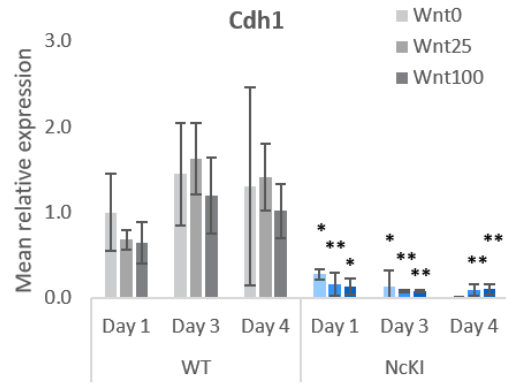 Cdh1
Wnt0
Wnt25
Wnt100
Mean relative expression
3.0
2.0
1.0
0.0
* ** * * ** ** ** **
Day 1 Day 3 Day 4 Day 1 Day 3 Day 4
WT NcKI